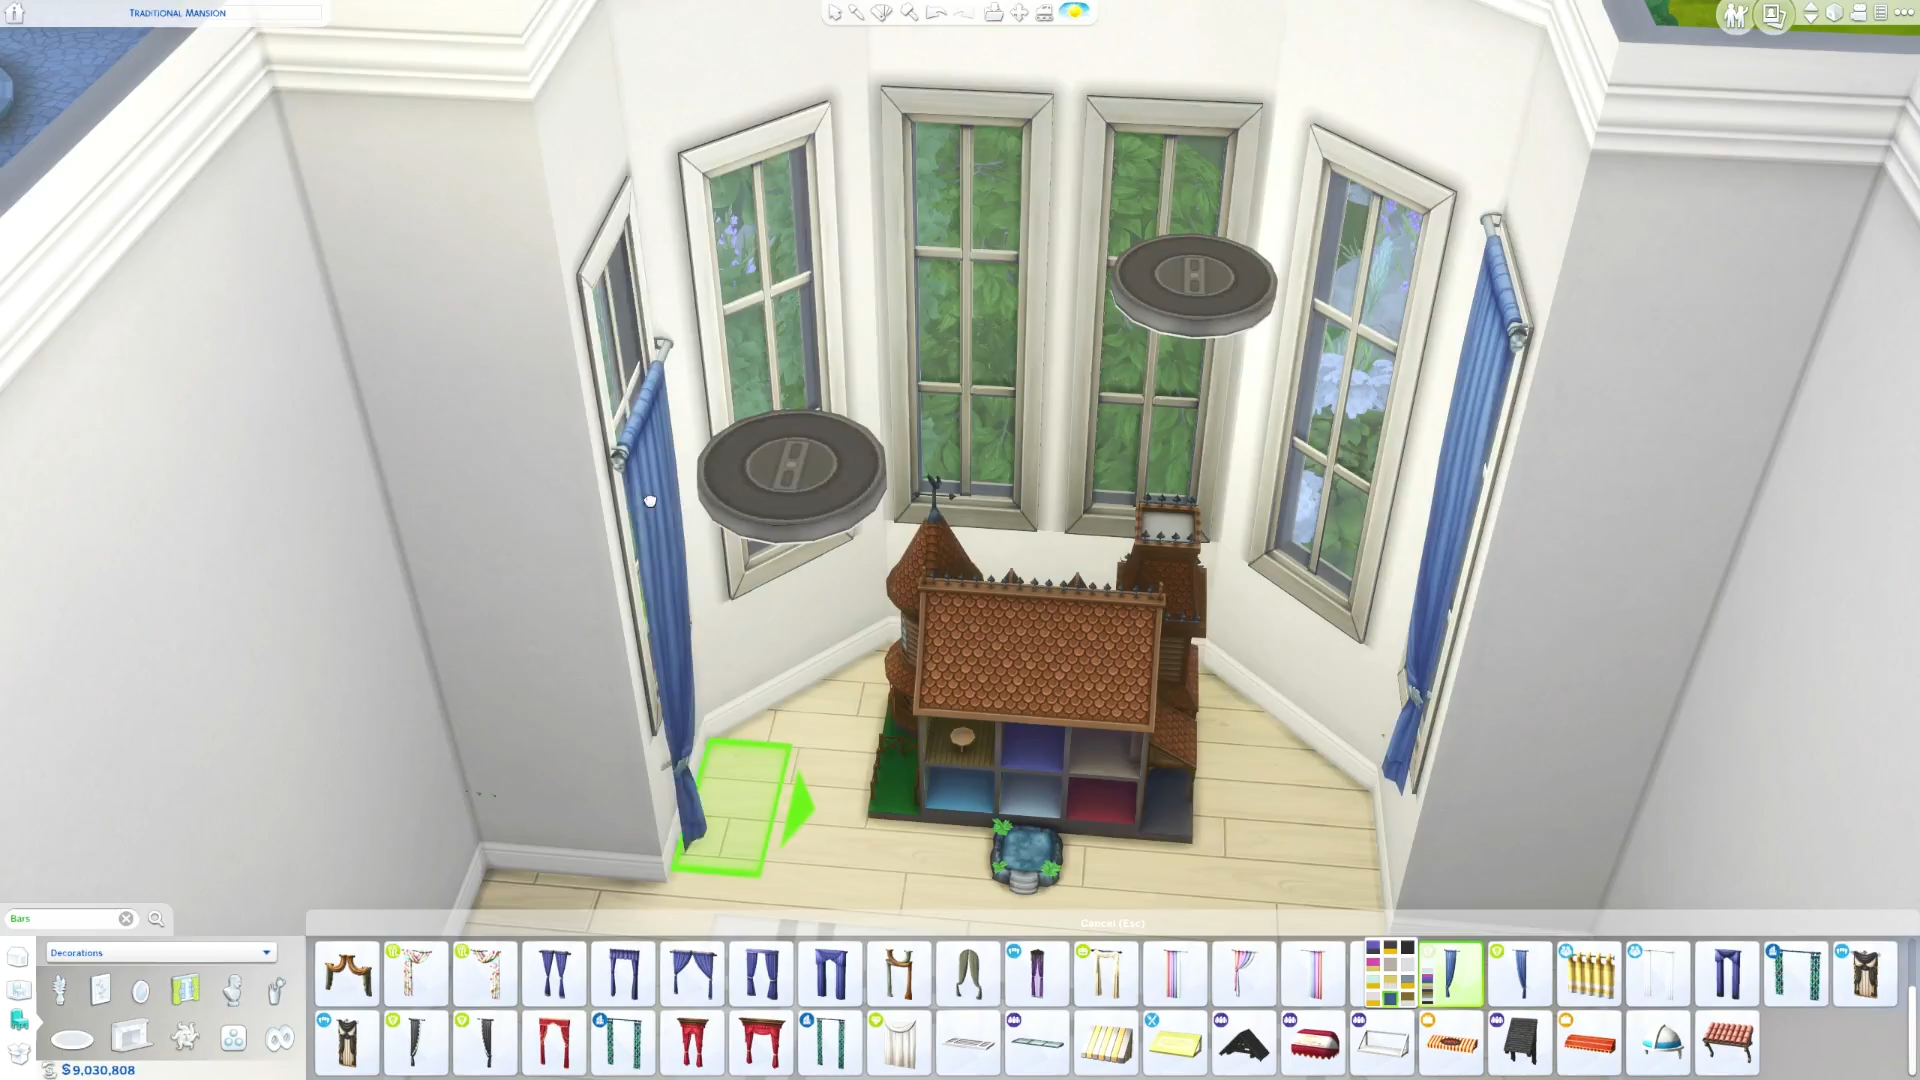 TRADITIONAL MANSION
Cancel (Esc)
Bars
Decorations
$9,030,808